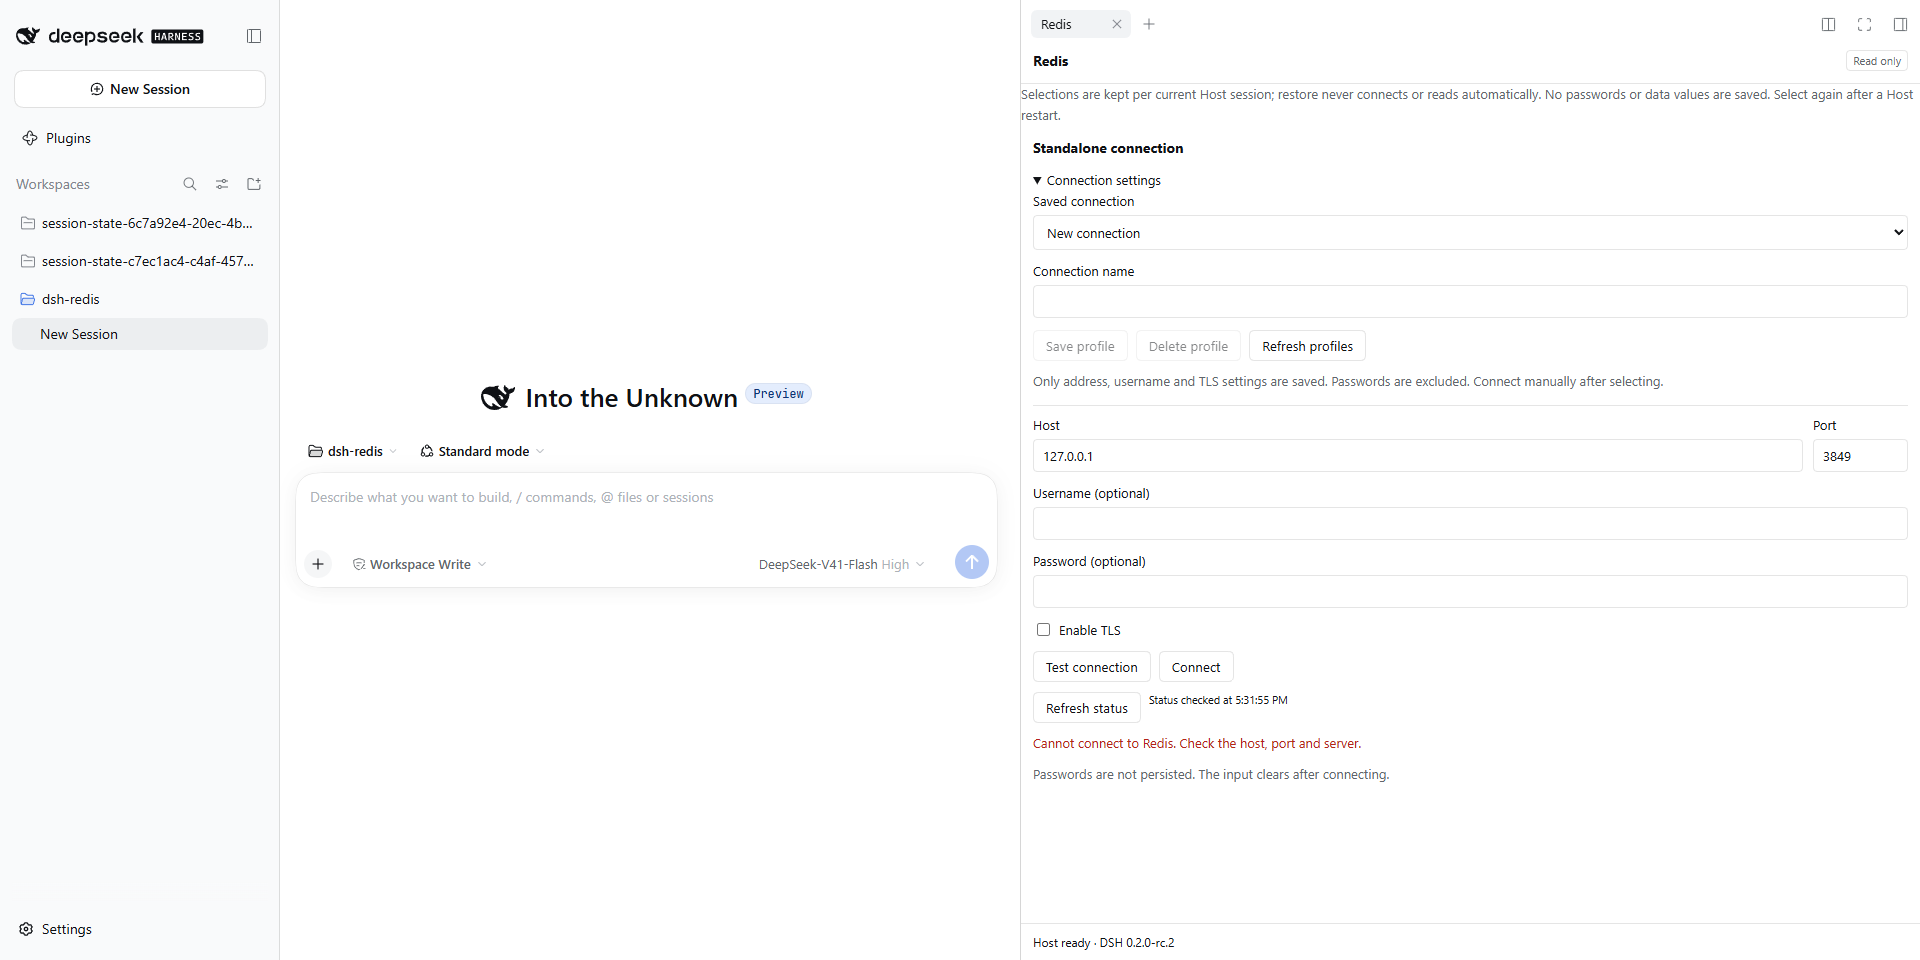 deepseek HARNESS
New Session
Plugins
Workspaces
session-state-6c7a92e4-20ec-4b...
session-state-c7ec1ac4-c4af-457...
dsh-redis
New Session
Settings
Into the Unknown Preview
dsh-redis Standard mode
Describe what you want to build, / commands, @ files or sessions
Workspace Write DeepSeek-V41-Flash High
Redis
Redis Read only
Selections are kept per current Host session; restore never connects or reads automatically. No passwords or data values are saved. Select again after a Host
restart.
Standalone connection
Connection settings
Saved connection
New connection
Connection name
Save profile Delete profile Refresh profiles
Only address, username and TLS settings are saved. Passwords are excluded. Connect manually after selecting.
Host Port
127.0.0.1 3849
Username (optional)
Password (optional)
Enable TLS
Test connection Connect
Refresh status Status checked at 5:31:55 PM
Cannot connect to Redis. Check the host, port and server.
Passwords are not persisted. The input clears after connecting.
Host ready · DSH 0.2.0-rc.2